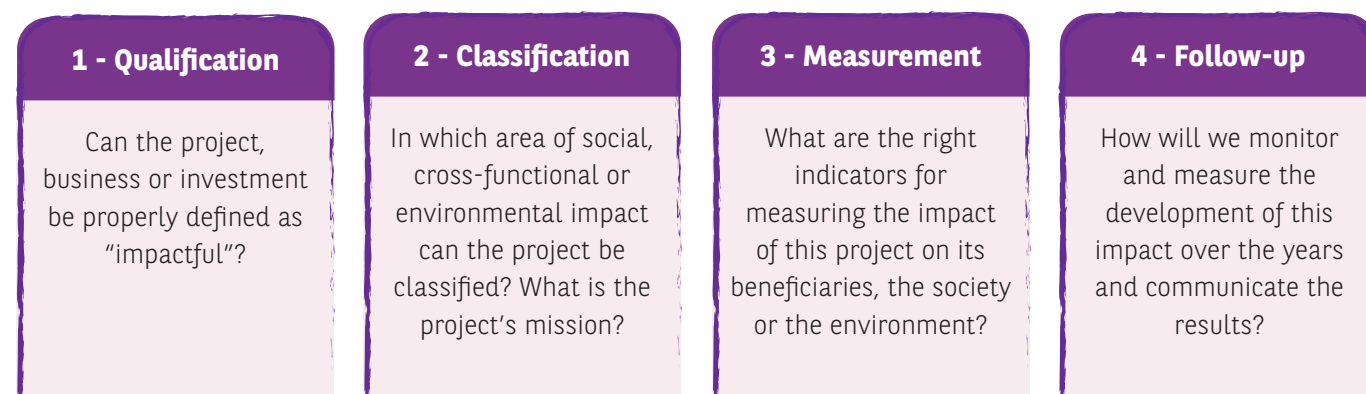 1 - Qualification
Can the project,
business or investment
be properly defined as
“impactful”?
2 - Classification
In which area of social,
cross-functional or
environmental impact
can the project be
classified? What is the
project’s mission?
3 - Measurement
What are the right
indicators for
measuring the impact
of this project on its
beneficiaries, the society
or the environment?
4 - Follow-up
How will we monitor
and measure the
development of this
impact over the years
and communicate the
results?